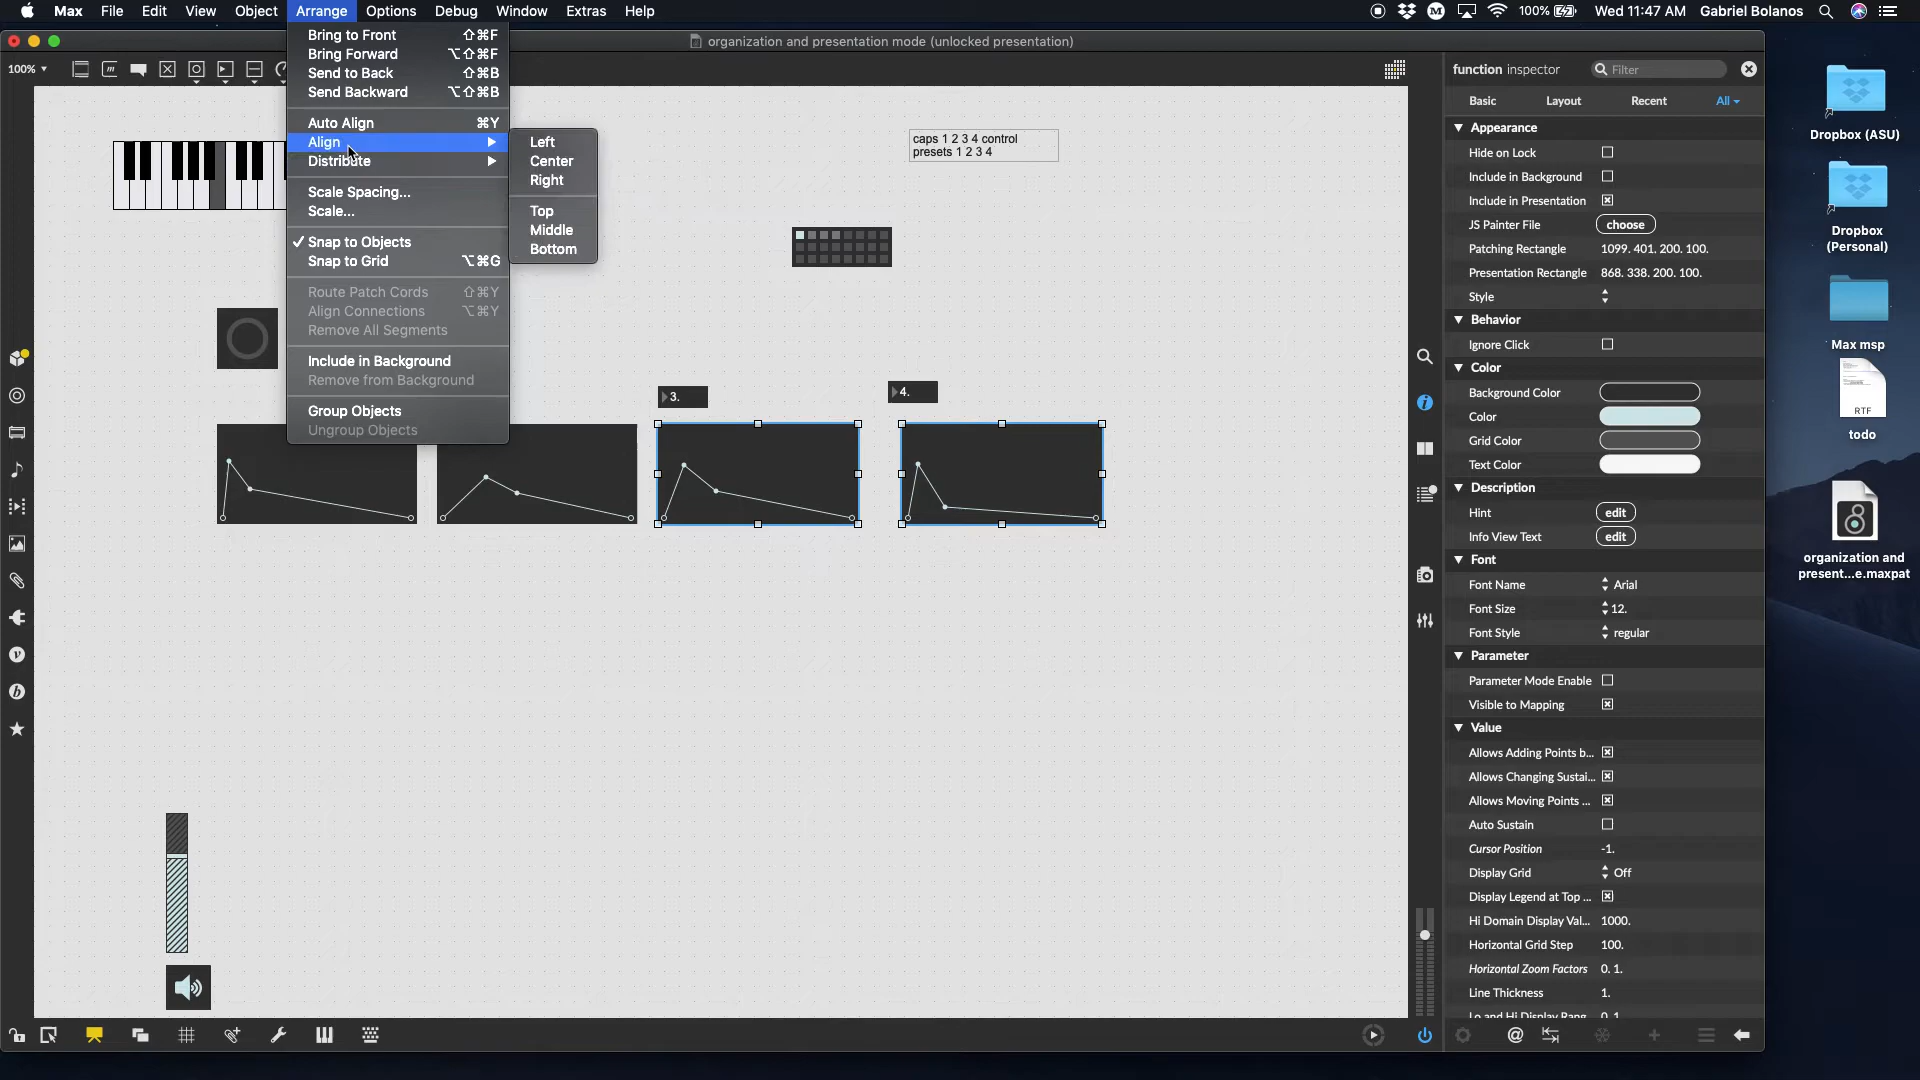 Max File Edit View Object Arrange Options Debug Window Extras Help
100% Wed 11:47 AM Gabriel Bolanos
organization and presentation mode (unlocked presentation)
100%
Bring to Front ⇧⌘F
Bring Forward ⌥⇧⌘F
Send to Back ⇧⌘B
Send Backward ⌥⇧⌘B
Auto Align ⌘Y
Align
Distribute
Scale Spacing...
Scale...
✓ Snap to Objects
Snap to Grid ⌥⌘G
Route Patch Cords ⇧⌘Y
Align Connections ⌥⌘Y
Remove All Segments
Include in Background
Remove from Background
Group Objects
Ungroup Objects
Left
Center
Right
Top
Middle
Bottom
caps 1 2 3 4 control
presets 1 2 3 4
3.
4.
function inspector
Filter
Basic Layout Recent All
Appearance
Hide on Lock
Include in Background
Include in Presentation
JS Painter File choose
Patching Rectangle 1099. 401. 200. 100.
Presentation Rectangle 868. 338. 200. 100.
Style
Behavior
Ignore Click
Color
Background Color
Color
Grid Color
Text Color
Description
Hint edit
Info View Text edit
Font
Font Name Arial
Font Size 12.
Font Style regular
Parameter
Parameter Mode Enable
Visible to Mapping
Value
Allows Adding Points b...
Allows Changing Sustai...
Allows Moving Points ...
Auto Sustain
Cursor Position -1.
Display Grid Off
Display Legend at Top ...
Hi Domain Display Val... 1000.
Horizontal Grid Step 100.
Horizontal Zoom Factors 0. 1.
Line Thickness 1.
Lo and Hi Display Rang 0. 1.
Dropbox (ASU)
Dropbox
(Personal)
Max msp
RTF
todo
organization and
present...e.maxpat